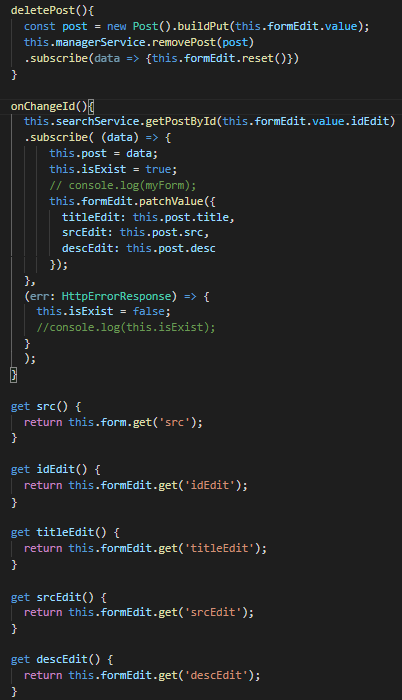 deletePost(){
const post = new Post().buildPut(this.formEdit.value);
this.managerService.removePost(post)
.subscribe(data => {this.formEdit.reset()})
}
onChangeId(){
this.searchService.getPostById(this.formEdit.value.idEdit)
.subscribe( (data) => {
this.post = data;
this.isExist = true;
// console.log(myForm);
this.formEdit.patchValue({
titleEdit: this.post.title,
srcEdit: this.post.src,
descEdit: this.post.desc
});
},
(err: HttpErrorResponse) => {
this.isExist = false;
//console.log(this.isExist);
}
);
}
get src() {
return this.form.get('src');
}
get idEdit() {
return this.formEdit.get('idEdit');
}
get titleEdit() {
return this.formEdit.get('titleEdit');
}
get srcEdit() {
return this.formEdit.get('srcEdit');
}
get descEdit() {
return this.formEdit.get('descEdit');
}